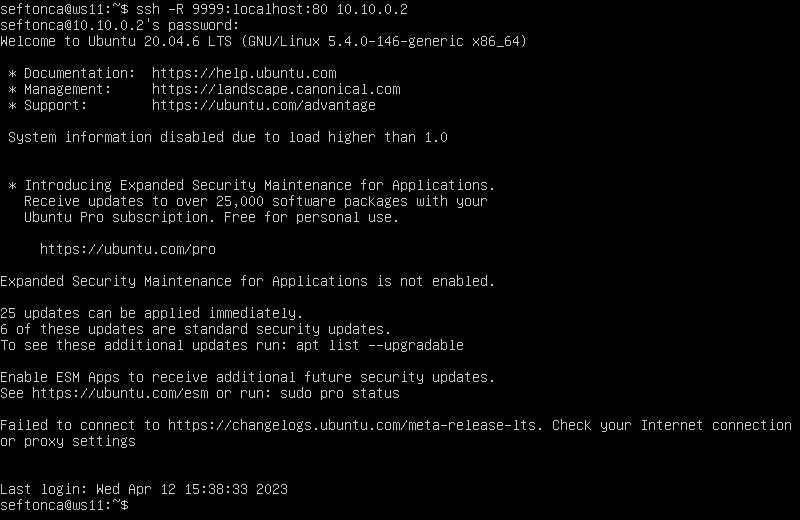 seftonca@ws11:~$ ssh -R 9999:localhost:80 10.10.0.2
seftonca@10.10.0.2's password:
Welcome to Ubuntu 20.04.6 LTS (GNU/Linux 5.4.0-146-generic x86_64)
 * Documentation:  https://help.ubuntu.com
 * Management:     https://landscape.canonical.com
 * Support:        https://ubuntu.com/advantage
 System information disabled due to load higher than 1.0
 * Introducing Expanded Security Maintenance for Applications.
   Receive updates to over 25,000 software packages with your
   Ubuntu Pro subscription. Free for personal use.
     https://ubuntu.com/pro
Expanded Security Maintenance for Applications is not enabled.
25 updates can be applied immediately.
6 of these updates are standard security updates.
To see these additional updates run: apt list --upgradable
Enable ESM Apps to receive additional future security updates.
See https://ubuntu.com/esm or run: sudo pro status
Failed to connect to https://changelogs.ubuntu.com/meta-release-lts. Check your Internet connection
or proxy settings
Last login: Wed Apr 12 15:38:33 2023
seftonca@ws11:~$